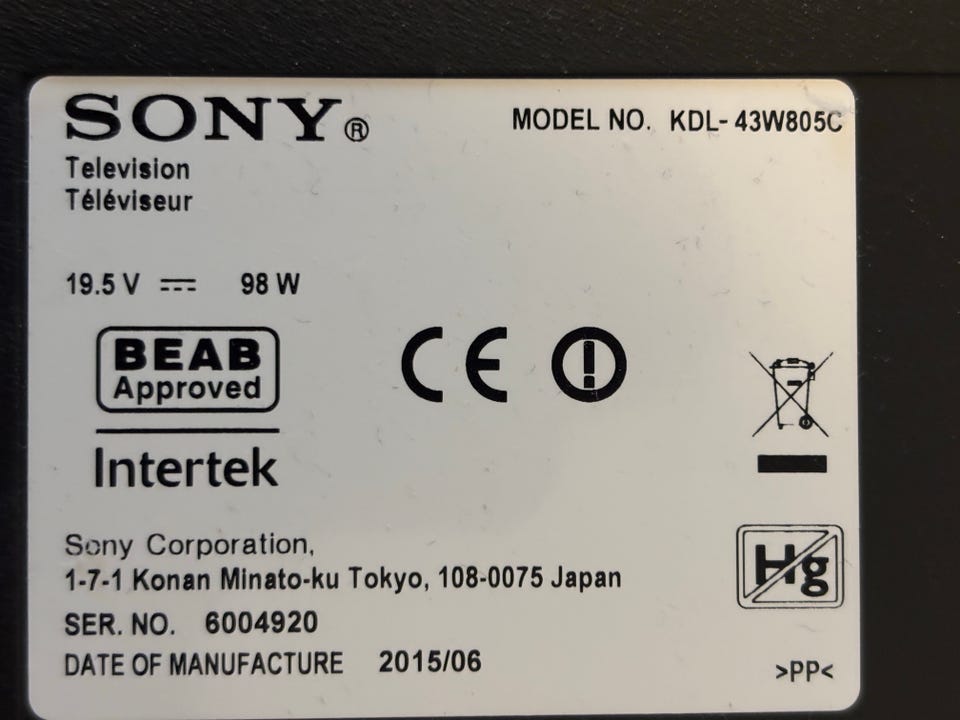 SONY®
MODEL NO. KDL-43W805C
Television
Téléviseur
19.5 V ⎓ 98 W
BEAB
Approved
Intertek
CE
Hg
Sony Corporation,
1-7-1 Konan Minato-ku Tokyo, 108-0075 Japan
SER. NO. 6004920
DATE OF MANUFACTURE 2015/06
>PP<